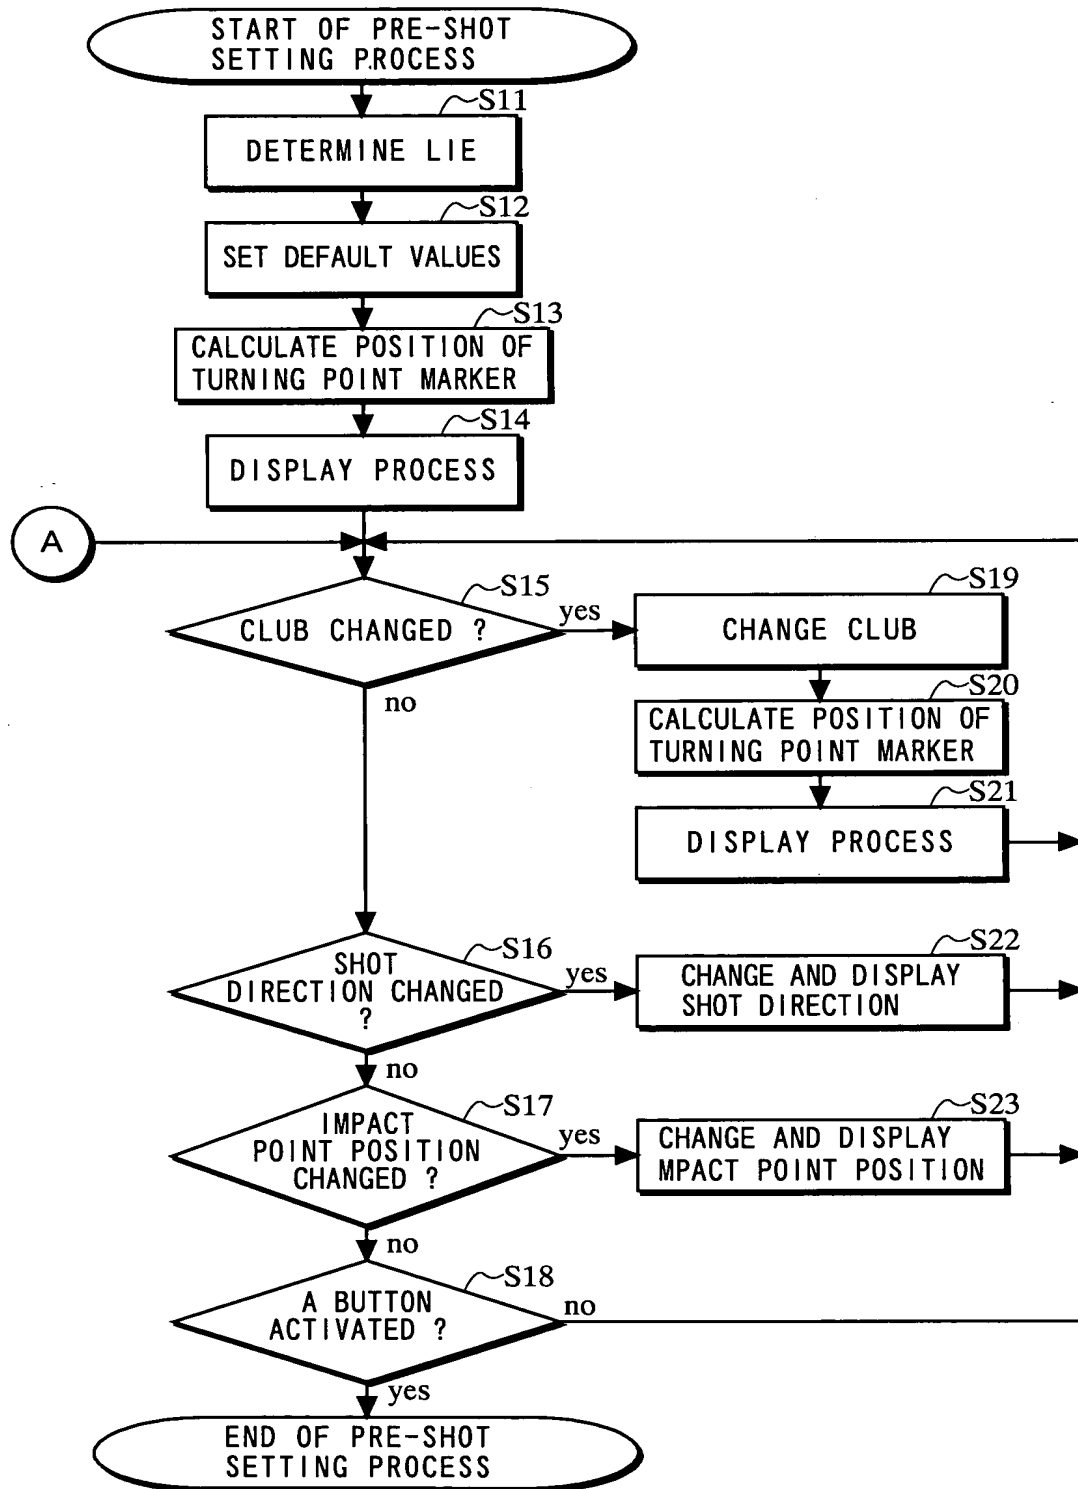 START OF PRE-SHOT
SETTING PROCESS
S11
DETERMINE LIE
S12
SET DEFAULT VALUES
S13
CALCULATE POSITION OF
TURNING POINT MARKER
S14
DISPLAY PROCESS
A
S15
CLUB CHANGED ?
yes
no
S19
CHANGE CLUB
S20
CALCULATE POSITION OF
TURNING POINT MARKER
S21
DISPLAY PROCESS
S16
SHOT
DIRECTION CHANGED
?
yes
no
S22
CHANGE AND DISPLAY
SHOT DIRECTION
S17
IMPACT
POINT POSITION
CHANGED ?
yes
no
S23
CHANGE AND DISPLAY
MPACT POINT POSITION
S18
A BUTTON
ACTIVATED ?
no
yes
END OF PRE-SHOT
SETTING PROCESS